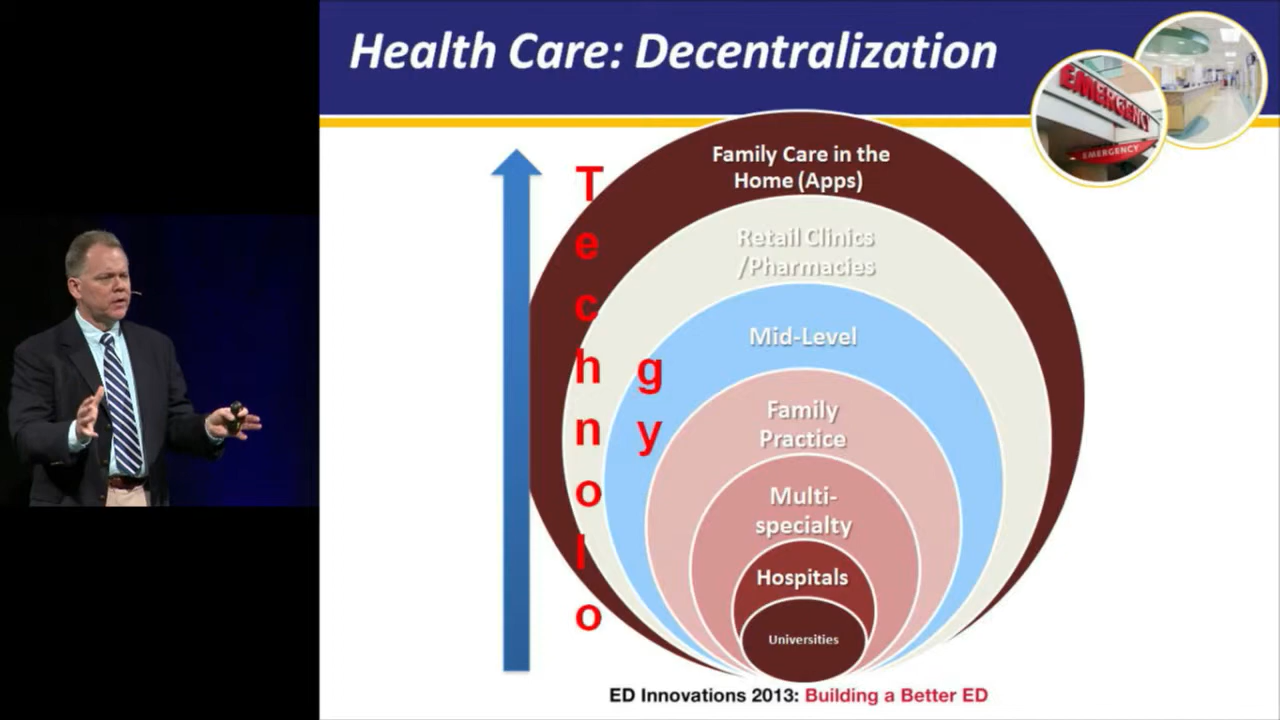 Health Care: Decentralization
EMERGENCY
EMERGENCY
Family Care in the
Home (Apps)
Retail Clinics
/Pharmacies
Mid-Level
Family
Practice
Multi-
specialty
Hospitals
Universities
T
e
c
h
n
o
l
o
g
y
ED Innovations 2013: Building a Better ED